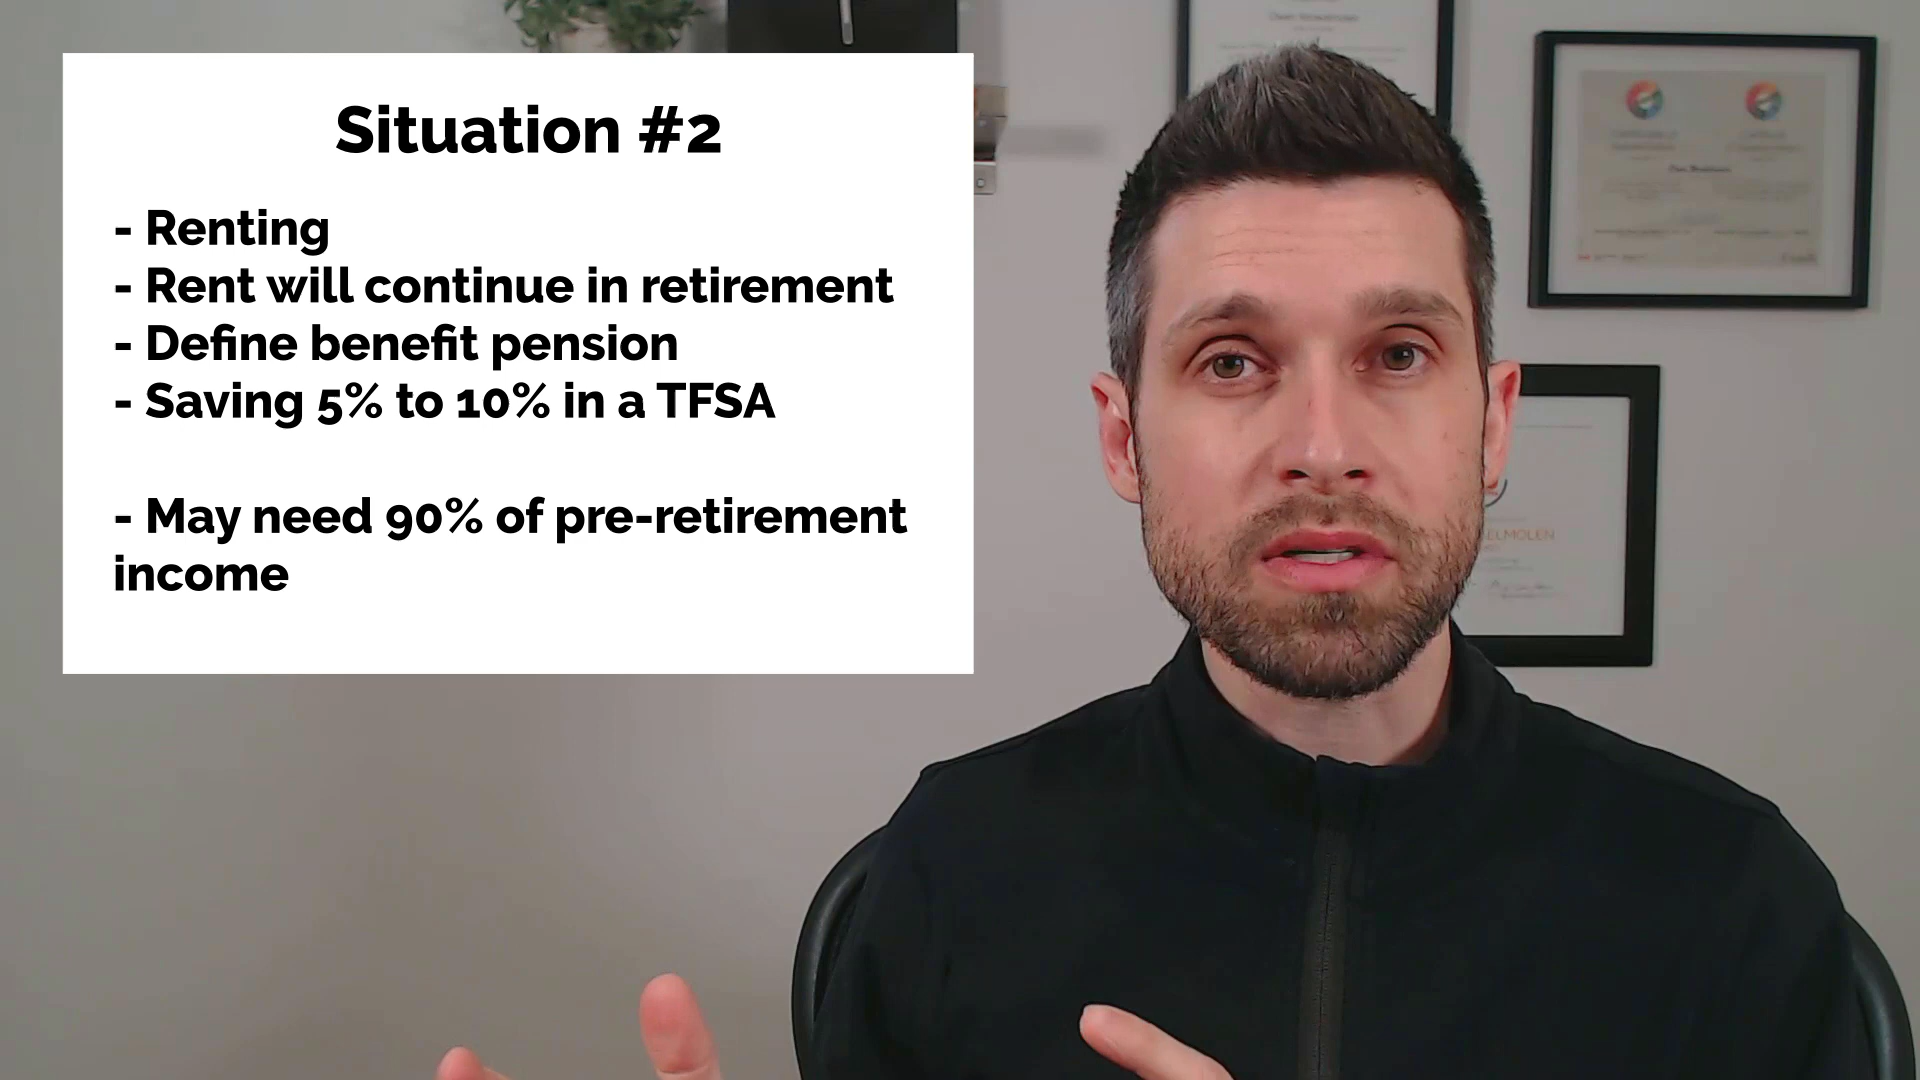 Situation #2
- Renting
- Rent will continue in retirement
- Define benefit pension
- Saving 5% to 10% in a TFSA
- May need 90% of pre-retirement
income
ELMOLEN